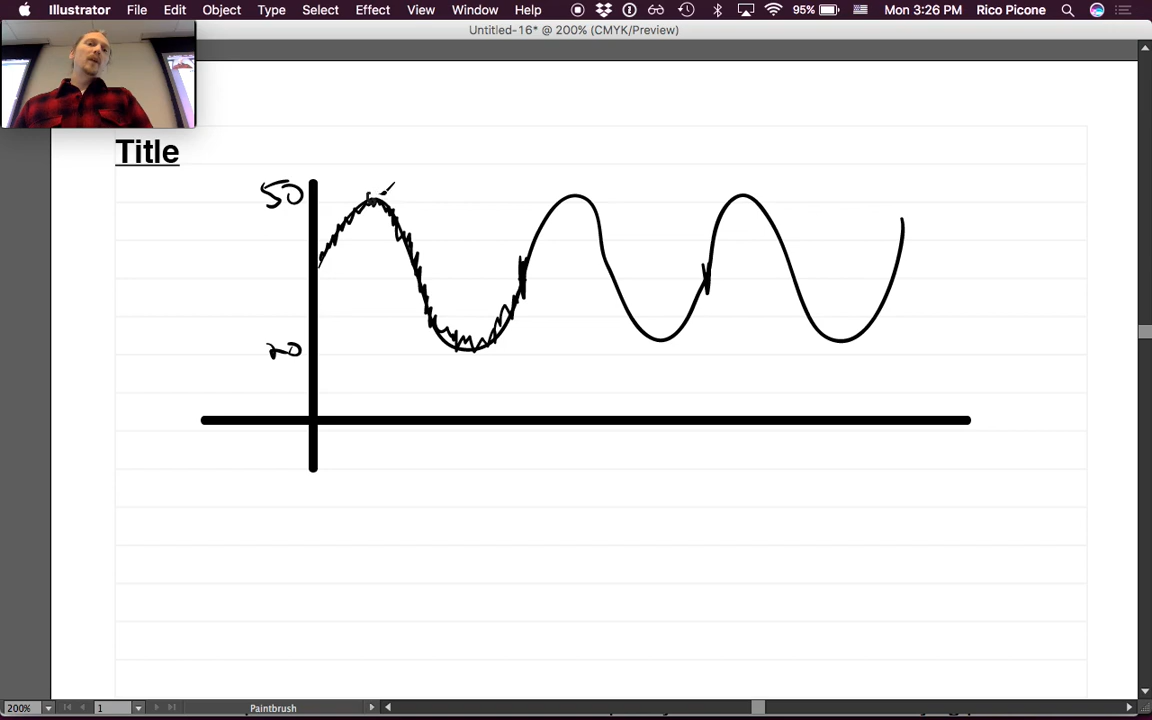 Illustrator File Edit Object Type Select Effect View Window Help 95% Mon 3:26 PM Rico Picone
Untitled-16* @ 200% (CMYK/Preview)
Title
50
20
200% 1 Paintbrush